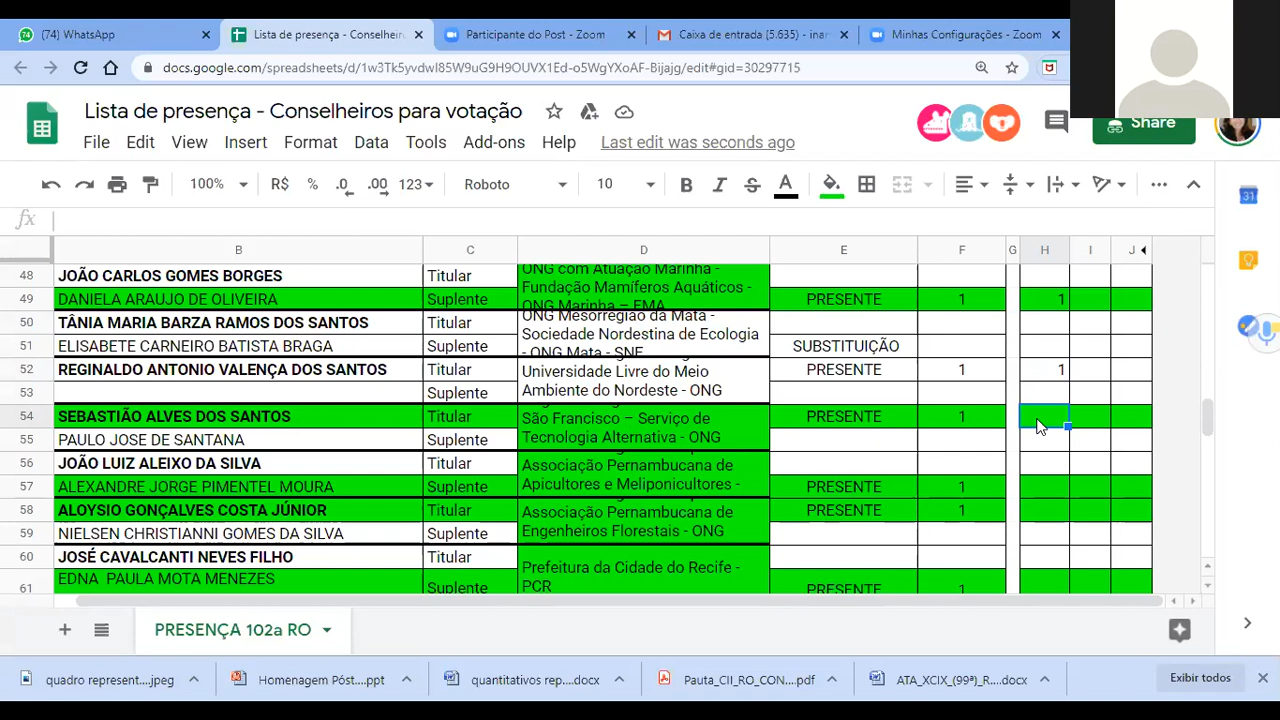 (74) WhatsApp
Lista de presença - Conselheir
Participante do Post - Zoom
Caixa de entrada (5.635) - inar
Minhas Configurações - Zoom
docs.google.com/spreadsheets/d/1w3Tk5yvdwI85W9uG9H9OUVX1Ed-o5WgYXoAF-Bijajg/edit#gid=30297715
Lista de presença - Conselheiros para votação
Share
File Edit View Insert Format Data Tools Add-ons Help Last edit was seconds ago
100% R$ % .0 .00 123 Roboto 10 B I S A
fx
B C D E F G H I J
48 JOÃO CARLOS GOMES BORGES Titular
ONG com Atuação Marinha -
Fundação Mamíferos Aquáticos -
ONG Marinha – FMA
49 DANIELA ARAUJO DE OLIVEIRA Suplente PRESENTE 1 1
50 TÂNIA MARIA BARZA RAMOS DOS SANTOS Titular
ONG Mesorregião da Mata -
Sociedade Nordestina de Ecologia
- ONG Mata - SNE
51 ELISABETE CARNEIRO BATISTA BRAGA Suplente SUBSTITUIÇÃO
52 REGINALDO ANTONIO VALENÇA DOS SANTOS Titular PRESENTE 1 1
Universidade Livre do Meio
Ambiente do Nordeste - ONG
53 Suplente
54 SEBASTIÃO ALVES DOS SANTOS Titular PRESENTE 1
São Francisco – Serviço de
Tecnologia Alternativa - ONG
55 PAULO JOSE DE SANTANA Suplente
56 JOÃO LUIZ ALEIXO DA SILVA Titular
Associação Pernambucana de
Apicultores e Meliponicultores -
57 ALEXANDRE JORGE PIMENTEL MOURA Suplente PRESENTE 1
58 ALOYSIO GONÇALVES COSTA JÚNIOR Titular PRESENTE 1
Associação Pernambucana de
Engenheiros Florestais - ONG
59 NIELSEN CHRISTIANNI GOMES DA SILVA Suplente
60 JOSÉ CAVALCANTI NEVES FILHO Titular
Prefeitura da Cidade do Recife -
PCR
61 EDNA PAULA MOTA MENEZES Suplente PRESENTE 1
PRESENÇA 102a RO
quadro represent....jpeg
Homenagem Póst....ppt
quantitativos rep....docx
Pauta_CII_RO_CON....pdf
ATA_XCIX_(99ª)_R....docx
Exibir todos